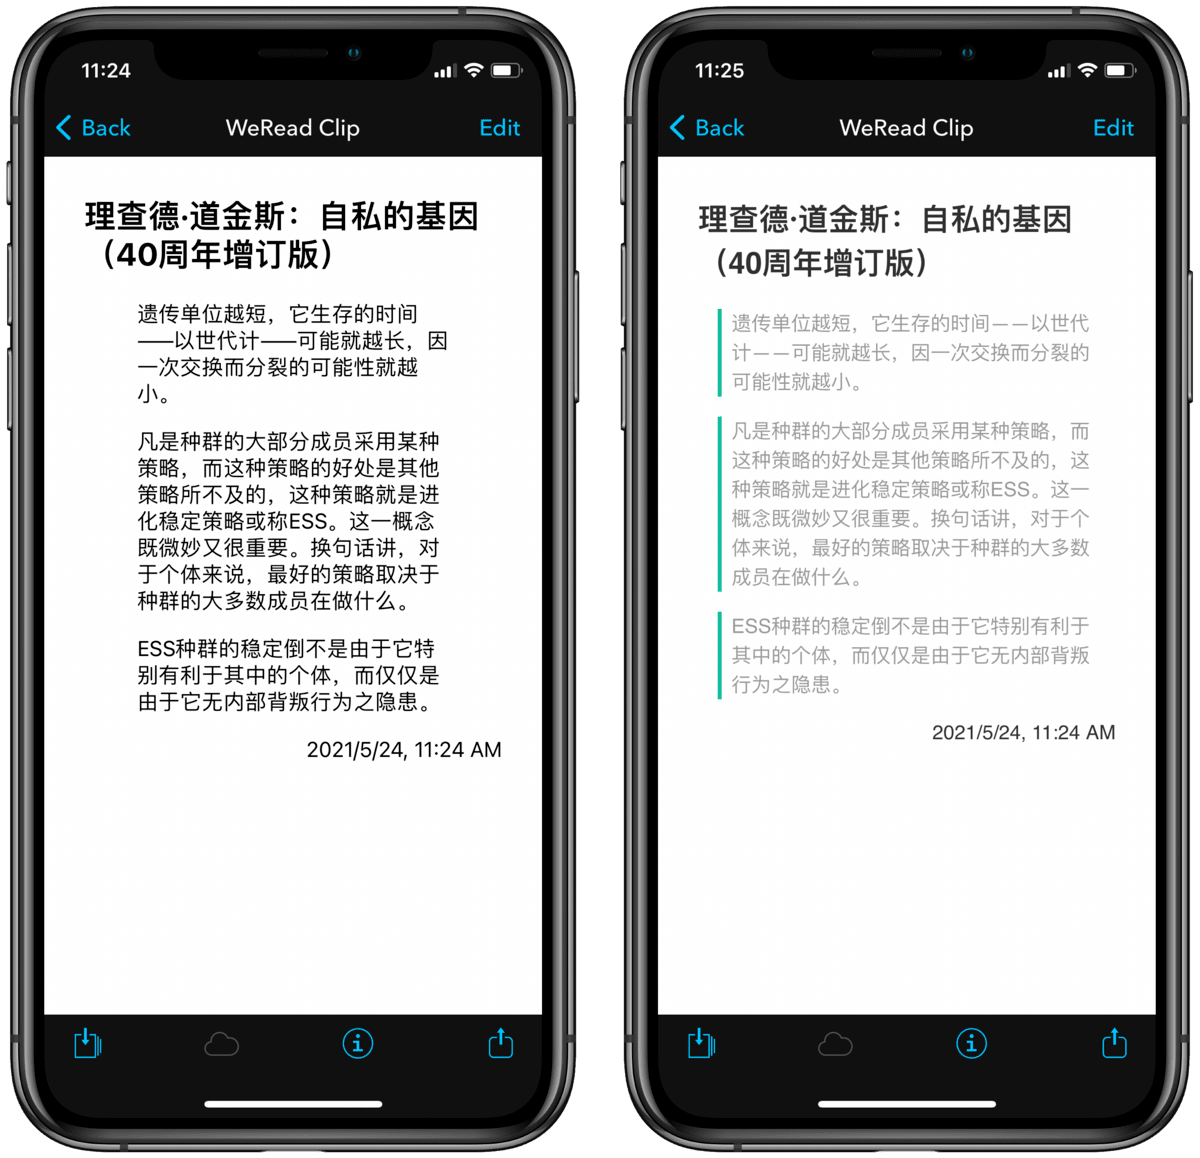 11:24
Back
WeRead Clip
Edit
理查德·道金斯：自私的基因
（40周年增订版）
遗传单位越短，它生存的时间
——以世代计——可能就越长，因
一次交换而分裂的可能性就越
小。
凡是种群的大部分成员采用某种
策略，而这种策略的好处是其他
策略所不及的，这种策略就是进
化稳定策略或称ESS。这一概念
既微妙又很重要。换句话讲，对
于个体来说，最好的策略取决于
种群的大多数成员在做什么。
ESS种群的稳定倒不是由于它特
别有利于其中的个体，而仅仅是
由于它无内部背叛行为之隐患。
2021/5/24, 11:24 AM
11:25
Back
WeRead Clip
Edit
理查德·道金斯：自私的基因
（40周年增订版）
遗传单位越短，它生存的时间——以世代
计——可能就越长，因一次交换而分裂的
可能性就越小。
凡是种群的大部分成员采用某种策略，而
这种策略的好处是其他策略所不及的，这
种策略就是进化稳定策略或称ESS。这一
概念既微妙又很重要。换句话讲，对于个
体来说，最好的策略取决于种群的大多数
成员在做什么。
ESS种群的稳定倒不是由于它特别有利于
其中的个体，而仅仅是由于它无内部背叛
行为之隐患。
2021/5/24, 11:24 AM